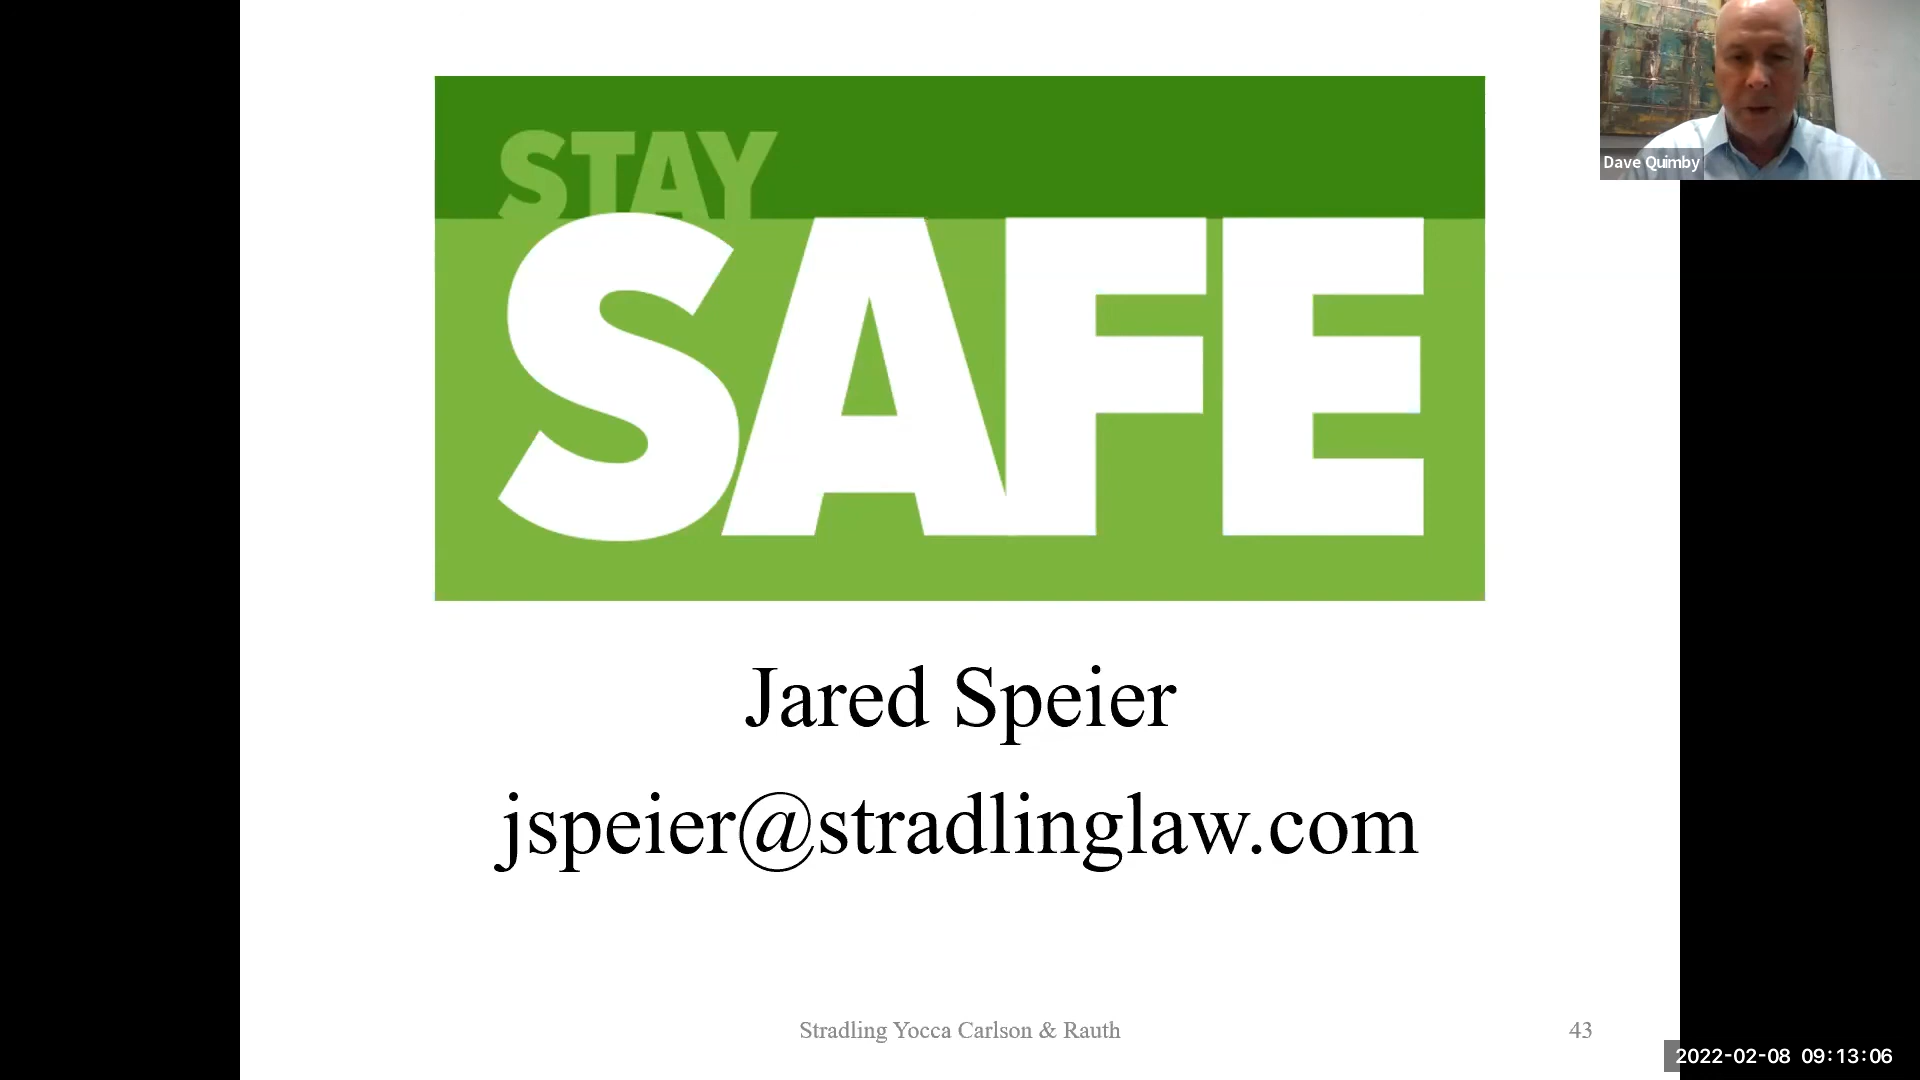 STAY
SAFE
Dave Quimby
Jared Speier
jspeier@stradlinglaw.com
Stradling Yocca Carlson & Rauth
43
2022-02-08 09:13:06